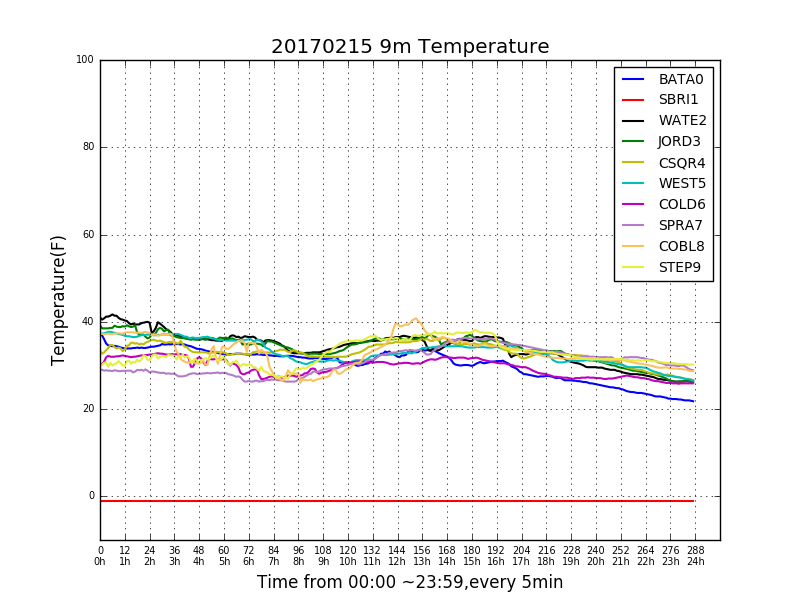 20170215 9m Temperature
100
80
60
40
20
0
Temperature(F)
BATA0
SBRI1
WATE2
JORD3
CSQR4
WEST5
COLD6
SPRA7
COBL8
STEP9
0 12 24 36 48 60 72 84 96 108 120 132 144 156 168 180 192 204 216 228 240 252 264 276 288
0h 1h 2h 3h 4h 5h 6h 7h 8h 9h 10h 11h 12h 13h 14h 15h 16h 17h 18h 19h 20h 21h 22h 23h 24h
Time from 00:00 ~23:59,every 5min